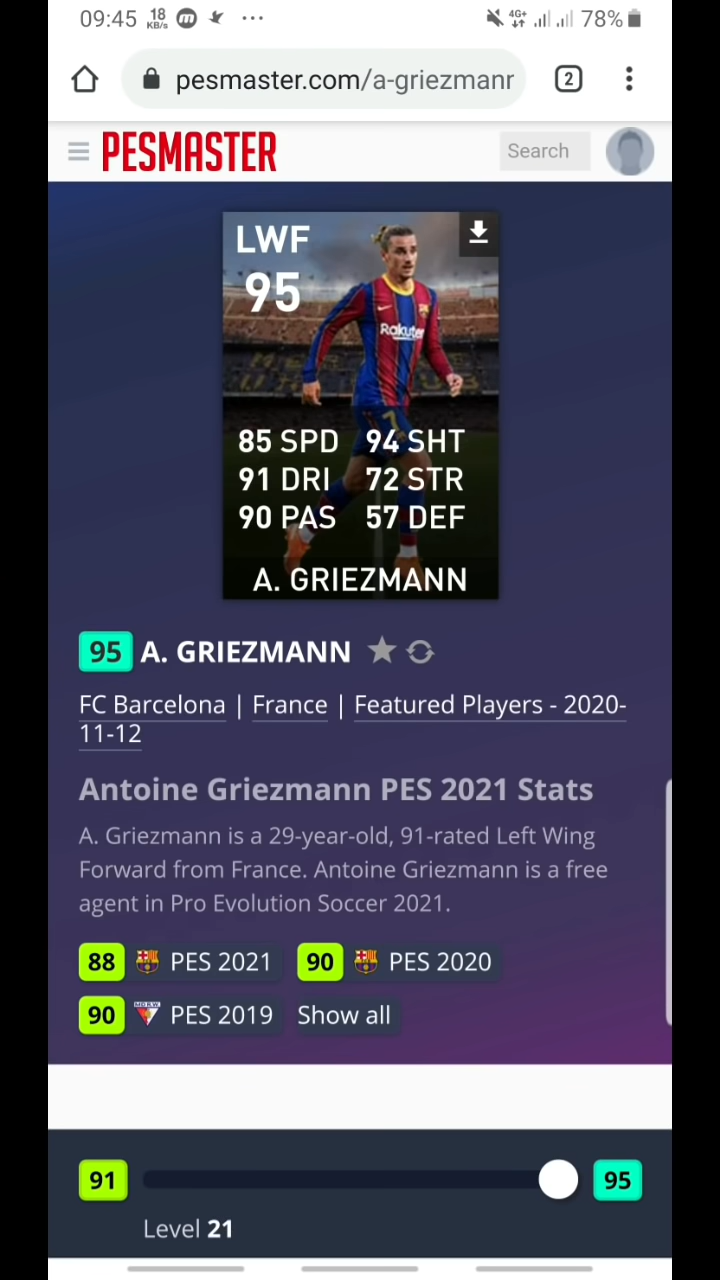 09:45 18 KB/s m ... 4G+ 78%
pesmaster.com/a-griezmanr 2
PESMASTER Search
LWF
95
Rakuten
85 SPD 94 SHT
91 DRI 72 STR
90 PAS 57 DEF
A. GRIEZMANN
95 A. GRIEZMANN
FC Barcelona | France | Featured Players - 2020-
11-12
Antoine Griezmann PES 2021 Stats
A. Griezmann is a 29-year-old, 91-rated Left Wing
Forward from France. Antoine Griezmann is a free
agent in Pro Evolution Soccer 2021.
88 PES 2021 90 PES 2020
90 PES 2019 Show all
91 95
Level 21